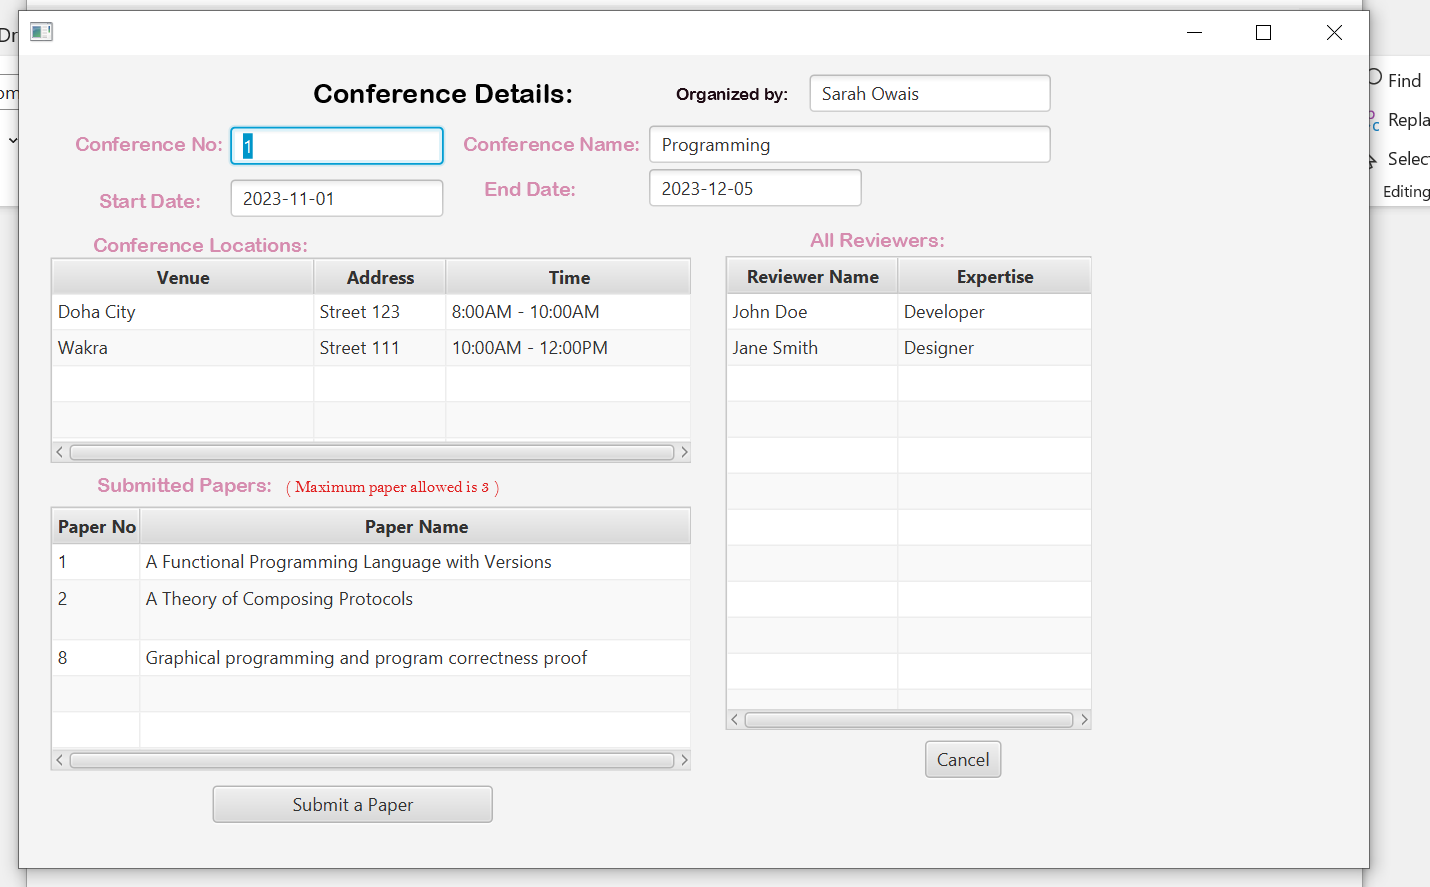 Dr
Conference Details:
Organized by:
Sarah Owais
Find
om
Conference No:
1
Conference Name:
Programming
Repla
Start Date:
2023-11-01
End Date:
2023-12-05
Selec
Editing
Conference Locations:
All Reviewers:
Venue Address Time
Doha City Street 123 8:00AM - 10:00AM
Wakra Street 111 10:00AM - 12:00PM
Reviewer Name Expertise
John Doe Developer
Jane Smith Designer
Submitted Papers: ( Maximum paper allowed is 3 )
Paper No Paper Name
1 A Functional Programming Language with Versions
2 A Theory of Composing Protocols
8 Graphical programming and program correctness proof
Cancel
Submit a Paper